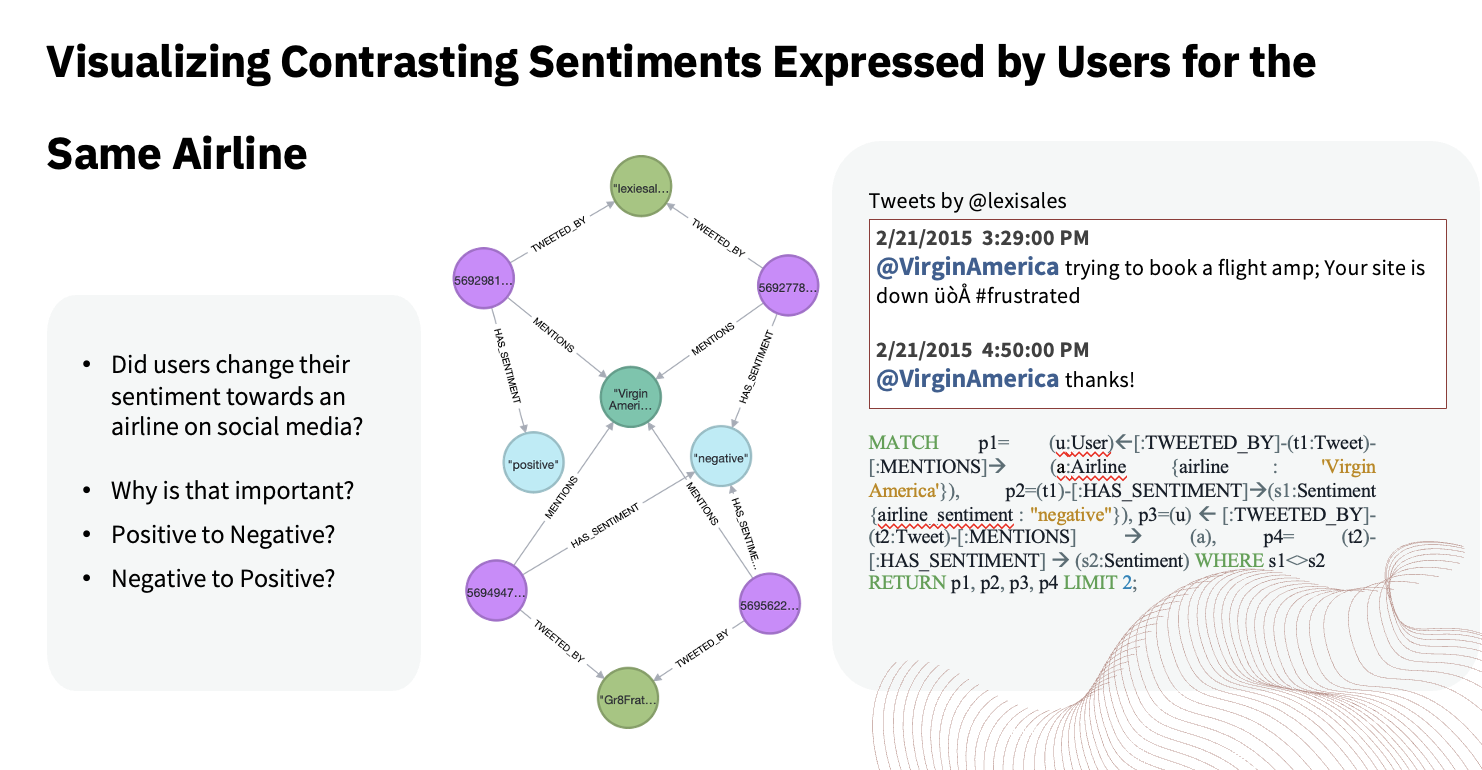 Visualizing Contrasting Sentiments Expressed by Users for the
Same Airline
• Did users change their
sentiment towards an
airline on social media?
• Why is that important?
• Positive to Negative?
• Negative to Positive?
"lexiesal…
TWEETED_BY
TWEETED_BY
5692981…
5692778…
MENTIONS
MENTIONS
HAS_SENTIMENT
HAS_SENTIMENT
"Virgin
Ameri…
"positive"
"negative"
MENTIONS
MENTIONS
HAS_SENTIMENT
HAS_SENTIME…
5694947…
5695622…
TWEETED_BY
TWEETED_BY
"Gr8Frat…
Tweets by @lexisales
2/21/2015 3:29:00 PM
@VirginAmerica trying to book a flight amp; Your site is
down üòÅ #frustrated
2/21/2015 4:50:00 PM
@VirginAmerica thanks!
MATCH p1= (u:User)←[:TWEETED_BY]-(t1:Tweet)-
[:MENTIONS]→ (a:Airline {airline : 'Virgin
America'}), p2=(t1)-[:HAS_SENTIMENT]→(s1:Sentiment
{airline_sentiment : "negative"}), p3=(u) ← [:TWEETED_BY]-
(t2:Tweet)-[:MENTIONS] → (a), p4= (t2)-
[:HAS_SENTIMENT] → (s2:Sentiment) WHERE s1<>s2
RETURN p1, p2, p3, p4 LIMIT 2;